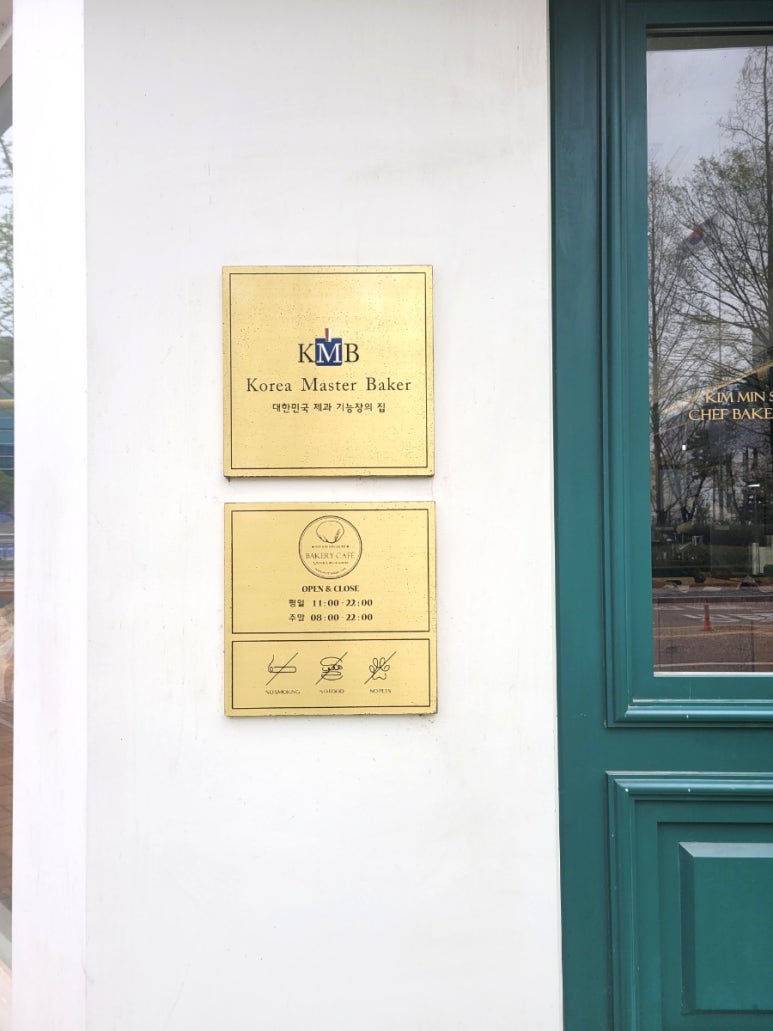 KMB
Korea Master Baker
대한민국 제과 기능장의 집
BAKERY CAFE
OPEN & CLOSE
평일 11:00-22:00
주말 08:00-22:00
NO SMOKING
NO FOOD
NO PETS
KIM MIN
CHEF